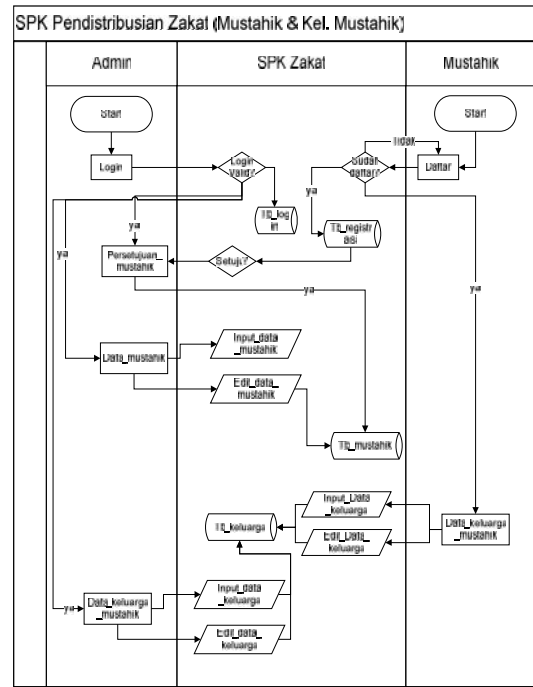 SPK Pendistribusian Zakat (Mustahik & Kel. Mustahik)
Admin
SPK Zakat
Mustahik
Start
Start
Tidak
Login
Login
Valid?
Sudah
daftar?
Daftar
ya
Tb_log
in
Tb_registr
asi
ya
ya
Persetujuan_
mustahik
Setuju?
ya
ya
Data_mustahik
Input_data
_mustahik
Edit_data_
mustahik
Tb_mustahik
Tb_keluarga
Input_Data
_keluarga
Edit_Data_
keluarga
Data_keluarga
_mustahik
ya
Data_keluarga
_mustahik
Input_data
_keluarga
Edit_data_
keluarga